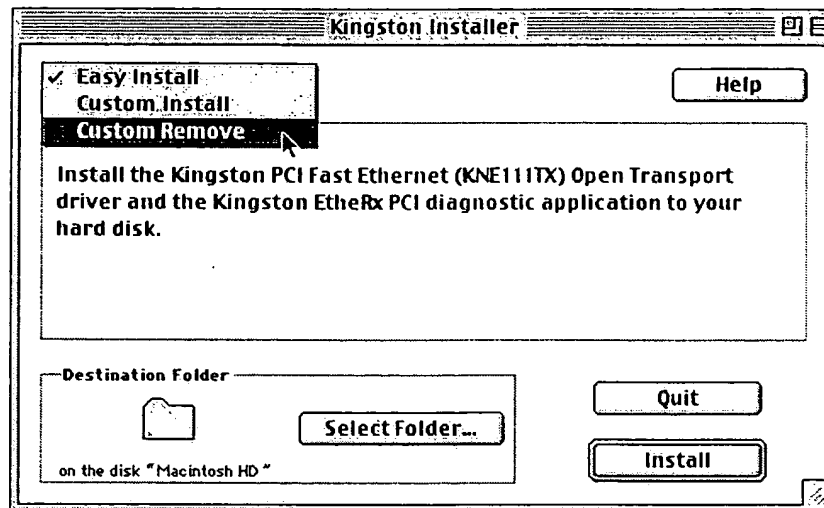 Kingston Installer
✓ Easy Install
Custom Install
Custom Remove
Help
Install the Kingston PCI Fast Ethernet (KNE111TX) Open Transport
driver and the Kingston EtheRx PCI diagnostic application to your
hard disk.
Destination Folder
Select Folder...
on the disk "Macintosh HD"
Quit
Install